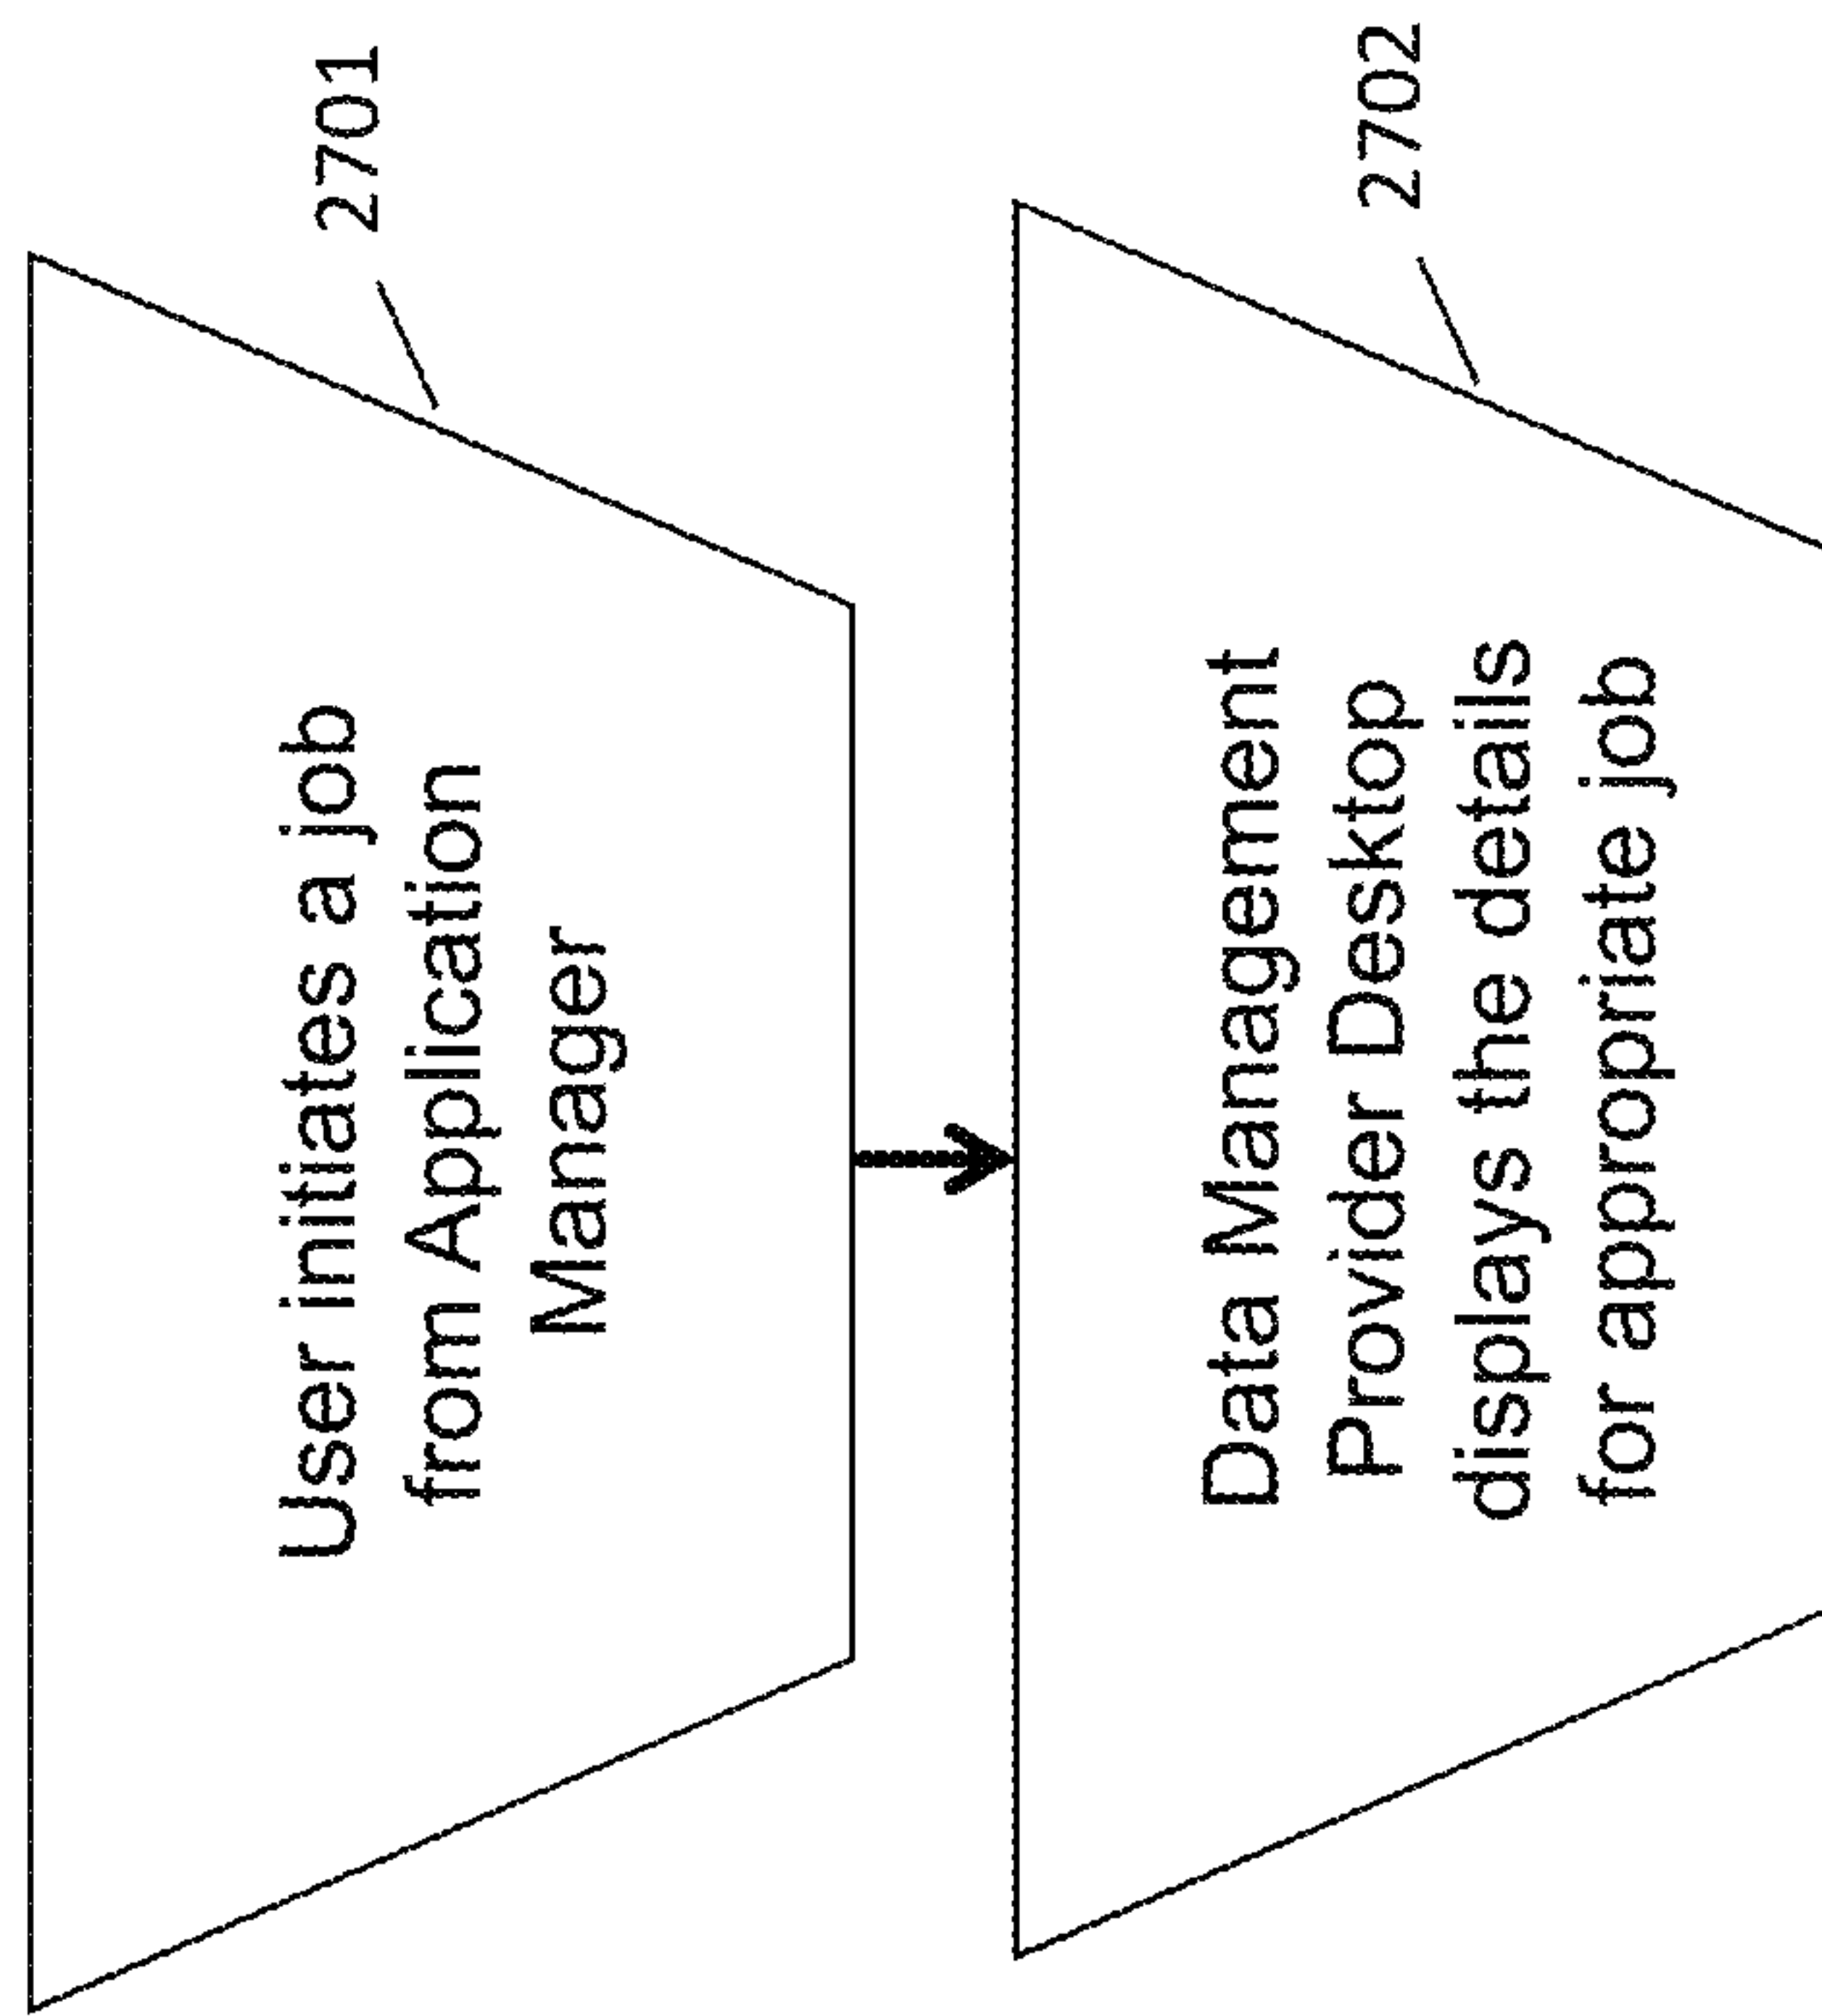 User initiates a job
from Application
Manager
2701
Data Management
Provider Desktop
displays the details
for appropriate job
2702